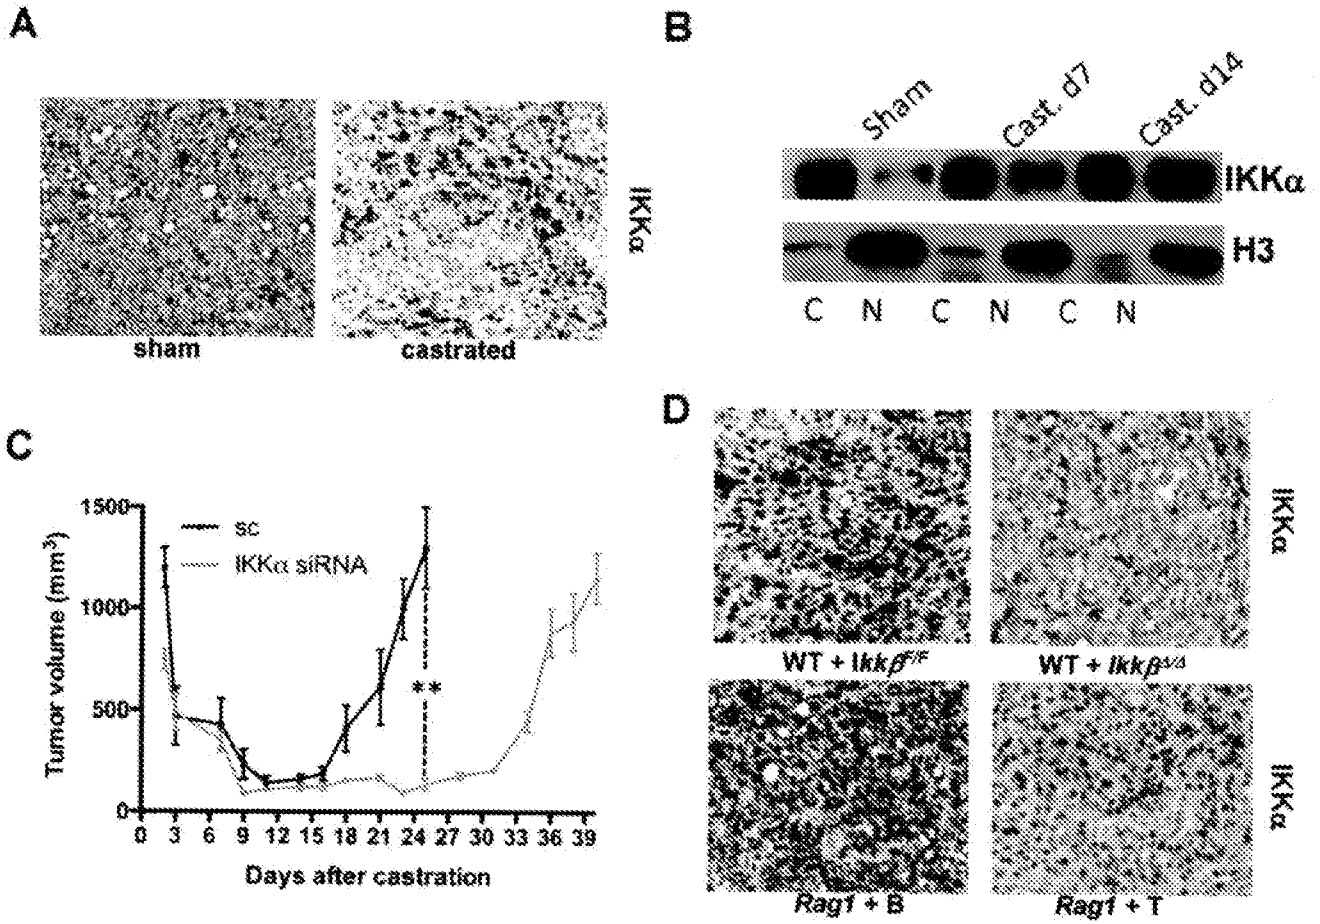 A
sham
castrated
IKKα
B
Sham
Cast. d7
Cast. d14
IKKα
H3
C N C N C N
C
Tumor volume (mm³)
1500
1000
500
0
sc
IKKα siRNA
**
0 3 6 9 12 15 18 21 24 27 30 33 36 39
Days after castration
D
WT + Ikkβ^F/F
WT + Ikkβ^Δ/Δ
IKKα
Rag1 + B
Rag1 + T
IKKα